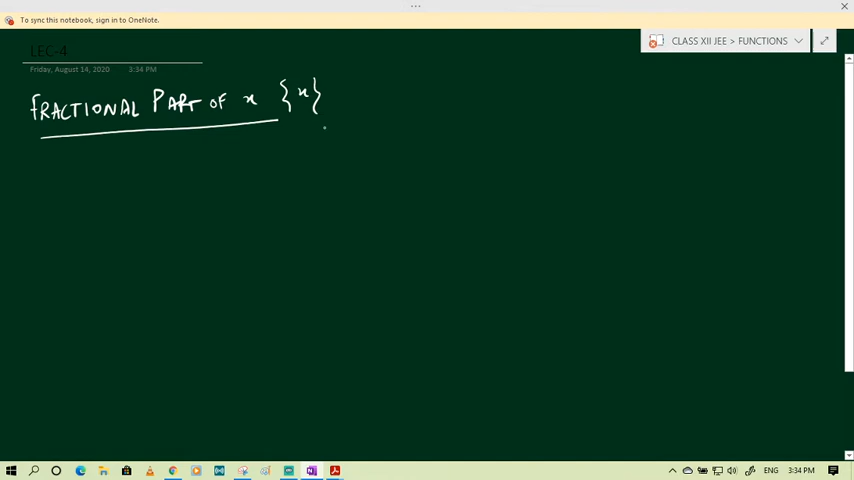 To sync this notebook, sign in to OneNote.
CLASS XII JEE > FUNCTIONS
LEC-4
Friday, August 14, 2020 3:34 PM
FRACTIONAL PART OF x {x}
ENG 3:34 PM